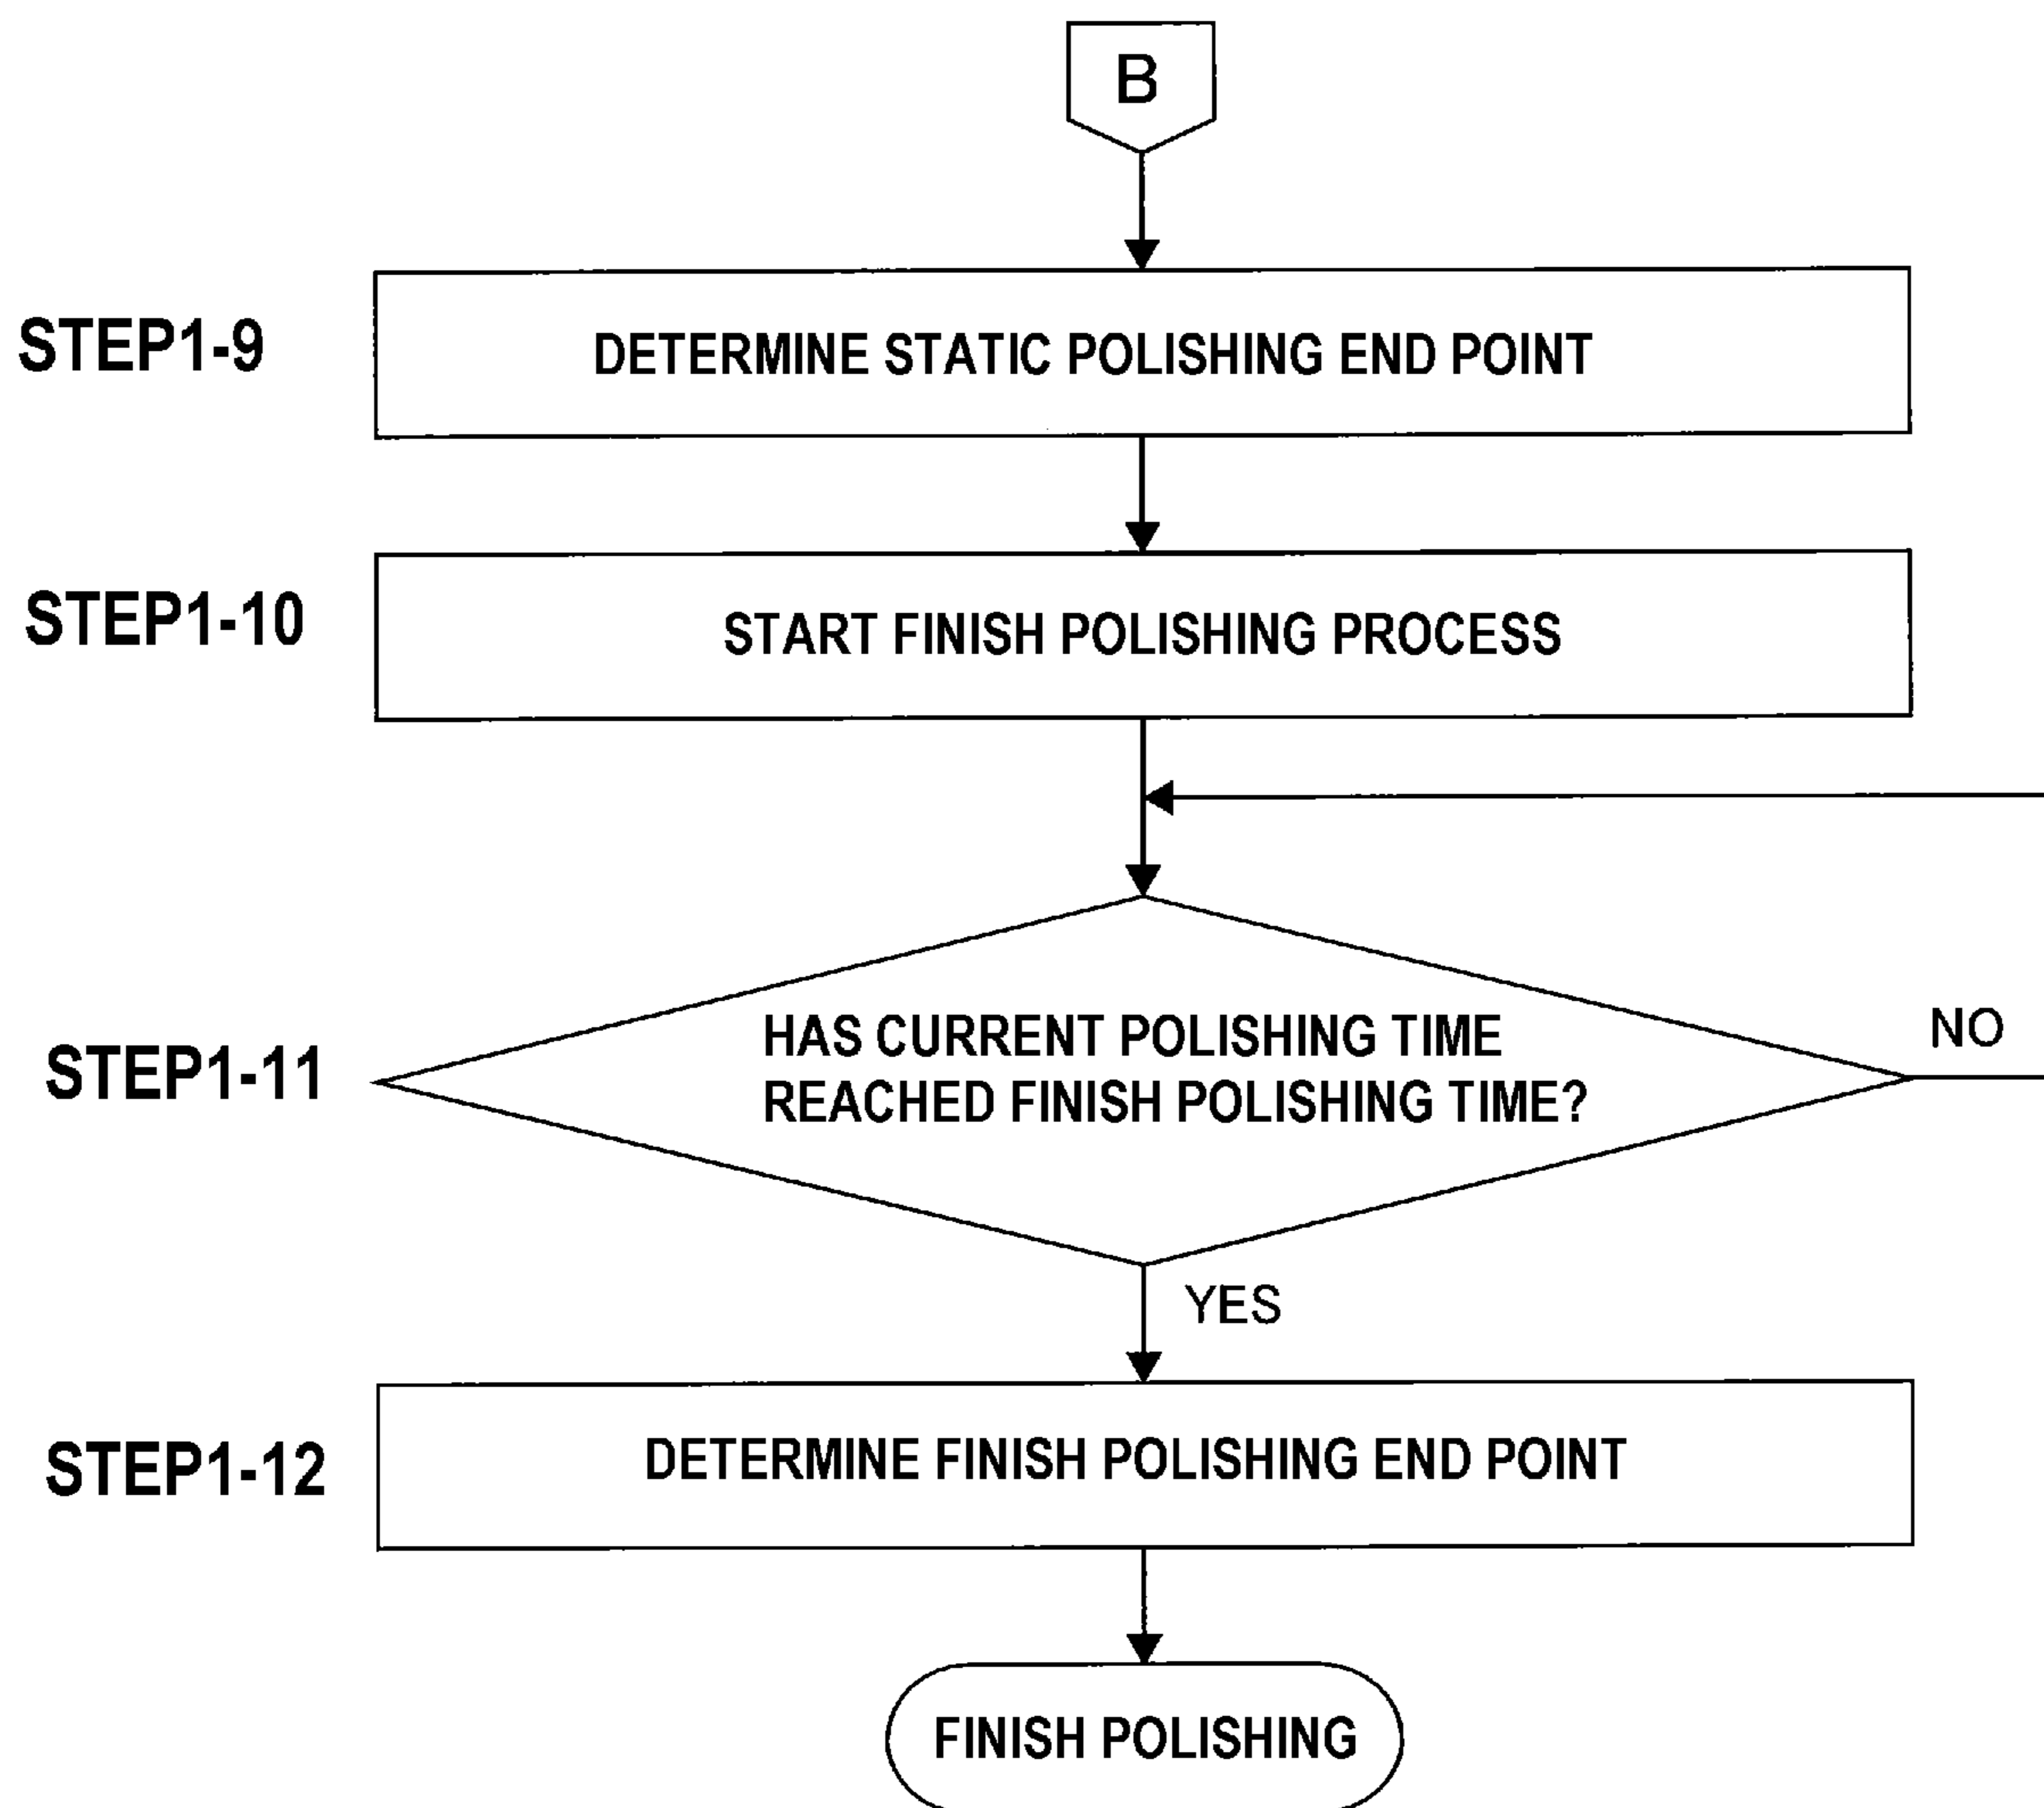 B
STEP1-9
DETERMINE STATIC POLISHING END POINT
STEP1-10
START FINISH POLISHING PROCESS
STEP1-11
HAS CURRENT POLISHING TIME
REACHED FINISH POLISHING TIME?
NO
YES
STEP1-12
DETERMINE FINISH POLISHING END POINT
FINISH POLISHING